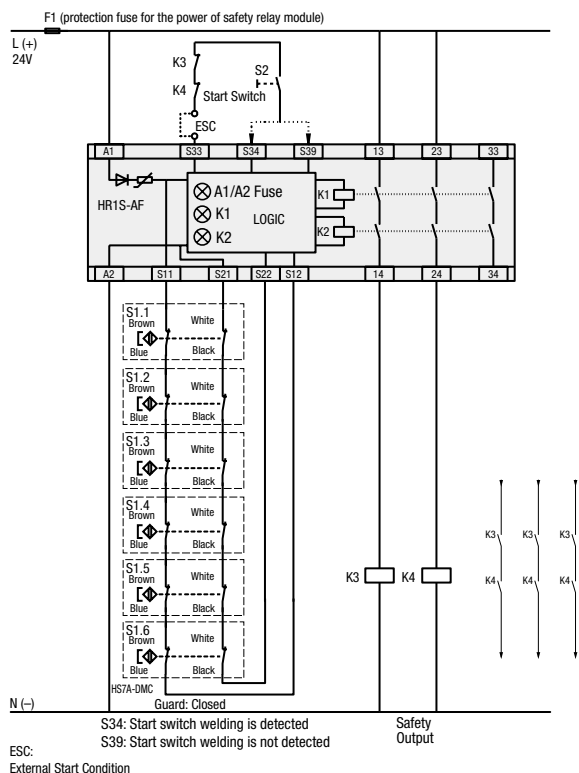 F1 (protection fuse for the power of safety relay module)
L (+)
24V
K3
S2
K4
Start Switch
ESC
A1 S33 S34 S39 13 23 33
HR1S-AF
A1/A2 Fuse
K1
K1
LOGIC
K2
K2
A2 S11 S21 S22 S12 14 24 34
S1.1
Brown White
Blue Black
S1.2
Brown White
Blue Black
S1.3
Brown White
Blue Black
S1.4
Brown White
Blue Black
S1.5
Brown White
Blue Black
S1.6
Brown White
Blue Black
K3 K3 K3
K3 K4 K4 K4 K4
HS7A-DMC
N (–) Guard: Closed
S34: Start switch welding is detected
S39: Start switch welding is not detected
Safety
Output
ESC:
External Start Condition